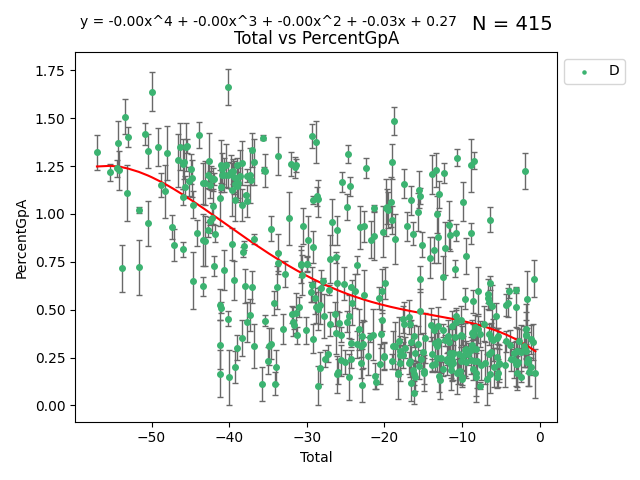 y = -0.00x^4 + -0.00x^3 + -0.00x^2 + -0.03x + 0.27
N = 415
Total vs PercentGpA
D
PercentGpA
1.75
1.50
1.25
1.00
0.75
0.50
0.25
0.00
−50
−40
−30
−20
−10
0
Total